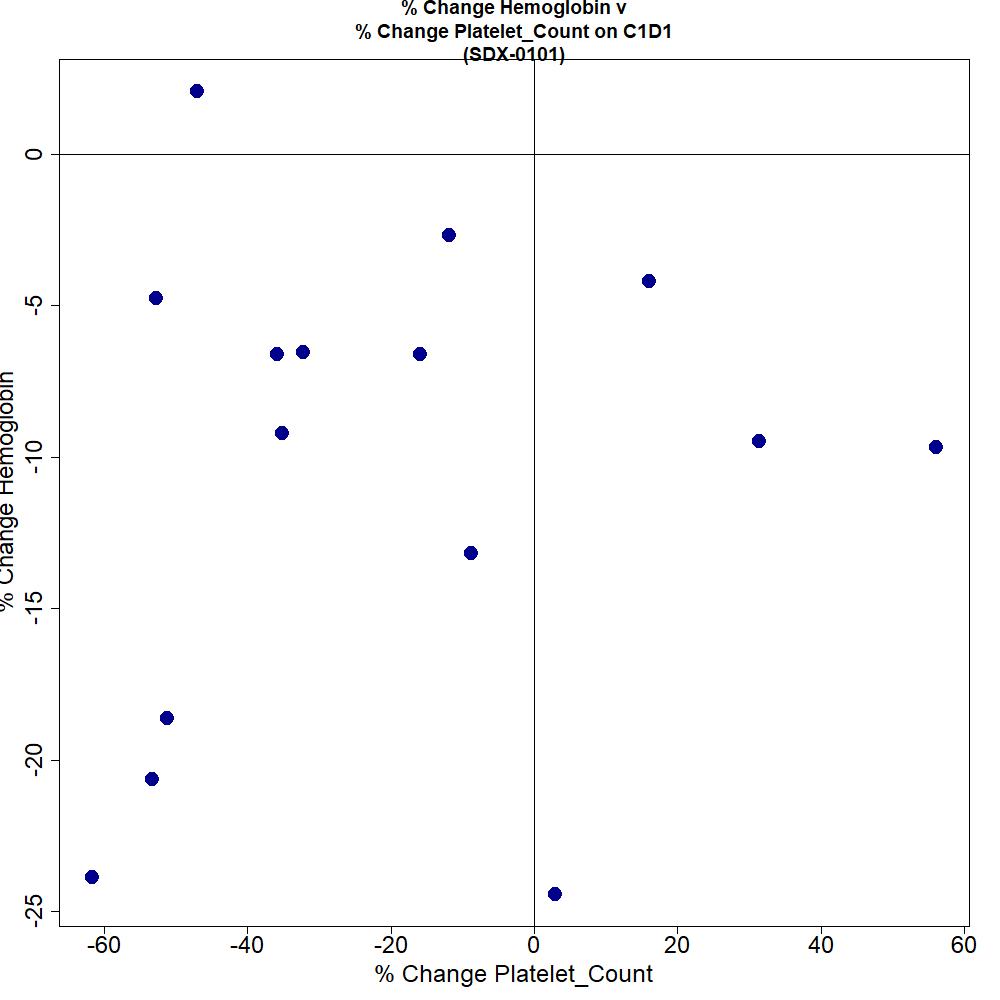 % Change Hemoglobin v
% Change Platelet_Count on C1D1
(SDX-0101)
% Change Hemoglobin
0
-5
-10
-15
-20
-25
-60
-40
-20
0
20
40
60
% Change Platelet_Count